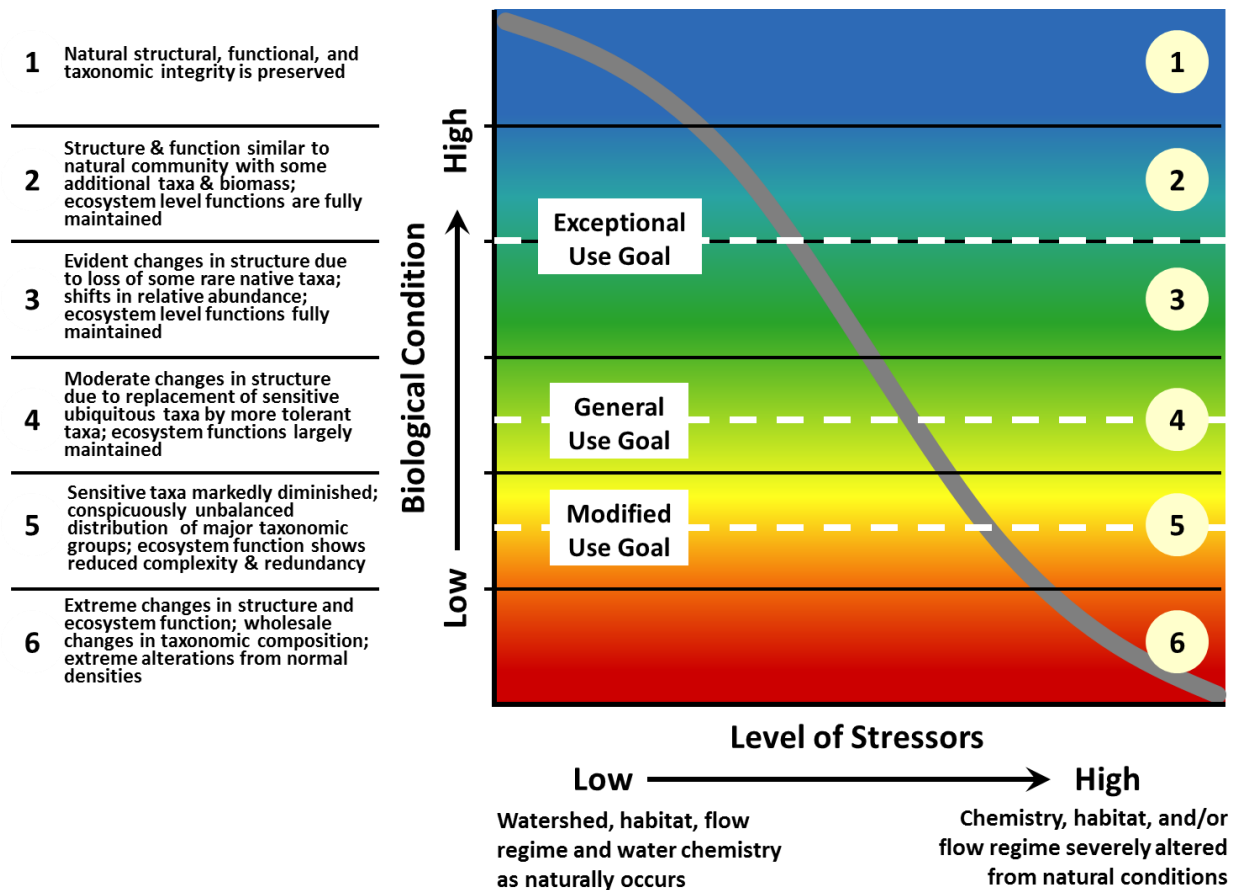 1
Natural structural, functional, and
taxonomic integrity is preserved
2
Structure & function similar to
natural community with some
additional taxa & biomass;
ecosystem level functions are fully
maintained
3
Evident changes in structure due
to loss of some rare native taxa;
shifts in relative abundance;
ecosystem level functions fully
maintained
4
Moderate changes in structure
due to replacement of sensitive
ubiquitous taxa by more tolerant
taxa; ecosystem functions largely
maintained
5
Sensitive taxa markedly diminished;
conspicuously unbalanced
distribution of major taxonomic
groups; ecosystem function shows
reduced complexity & redundancy
6
Extreme changes in structure and
ecosystem function; wholesale
changes in taxonomic composition;
extreme alterations from normal
densities
Biological Condition
High
Low
Exceptional
Use Goal
General
Use Goal
Modified
Use Goal
1
2
3
4
5
6
Level of Stressors
Low
High
Watershed, habitat, flow
regime and water chemistry
as naturally occurs
Chemistry, habitat, and/or
flow regime severely altered
from natural conditions